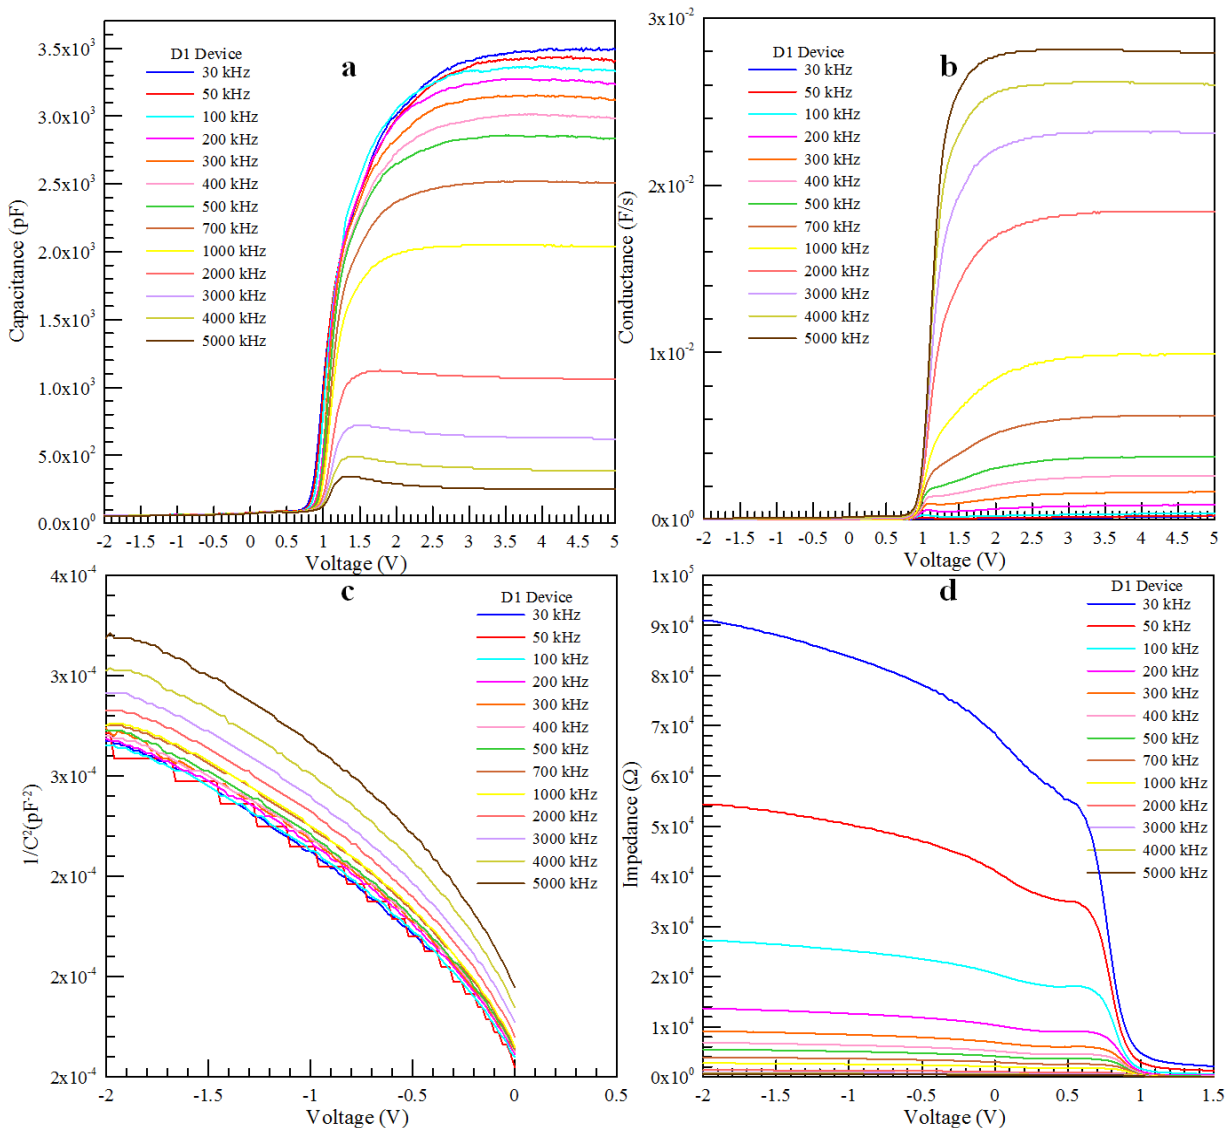 a
D1 Device
30 kHz
50 kHz
100 kHz
200 kHz
300 kHz
400 kHz
500 kHz
700 kHz
1000 kHz
2000 kHz
3000 kHz
4000 kHz
5000 kHz
Capacitance (pF)
3.5x10³
3.0x10³
2.5x10³
2.0x10³
1.5x10³
1.0x10³
5.0x10²
0.0x10⁰
-2 -1.5 -1 -0.5 0 0.5 1 1.5 2 2.5 3 3.5 4 4.5 5
Voltage (V)
b
D1 Device
30 kHz
50 kHz
100 kHz
200 kHz
300 kHz
400 kHz
500 kHz
700 kHz
1000 kHz
2000 kHz
3000 kHz
4000 kHz
5000 kHz
Conductance (F/s)
3x10⁻²
2x10⁻²
1x10⁻²
0x10⁰
-2 -1.5 -1 -0.5 0 0.5 1 1.5 2 2.5 3 3.5 4 4.5 5
Voltage (V)
c
D1 Device
30 kHz
50 kHz
100 kHz
200 kHz
300 kHz
400 kHz
500 kHz
700 kHz
1000 kHz
2000 kHz
3000 kHz
4000 kHz
5000 kHz
1/C²(pF⁻²)
4x10⁻⁴
3x10⁻⁴
3x10⁻⁴
2x10⁻⁴
2x10⁻⁴
2x10⁻⁴
-2 -1.5 -1 -0.5 0 0.5
Voltage (V)
d
D1 Device
30 kHz
50 kHz
100 kHz
200 kHz
300 kHz
400 kHz
500 kHz
700 kHz
1000 kHz
2000 kHz
3000 kHz
4000 kHz
5000 kHz
Impedance (Ω)
1x10⁵
9x10⁴
8x10⁴
7x10⁴
6x10⁴
5x10⁴
4x10⁴
3x10⁴
2x10⁴
1x10⁴
0x10⁰
-2 -1.5 -1 -0.5 0 0.5 1 1.5
Voltage (V)